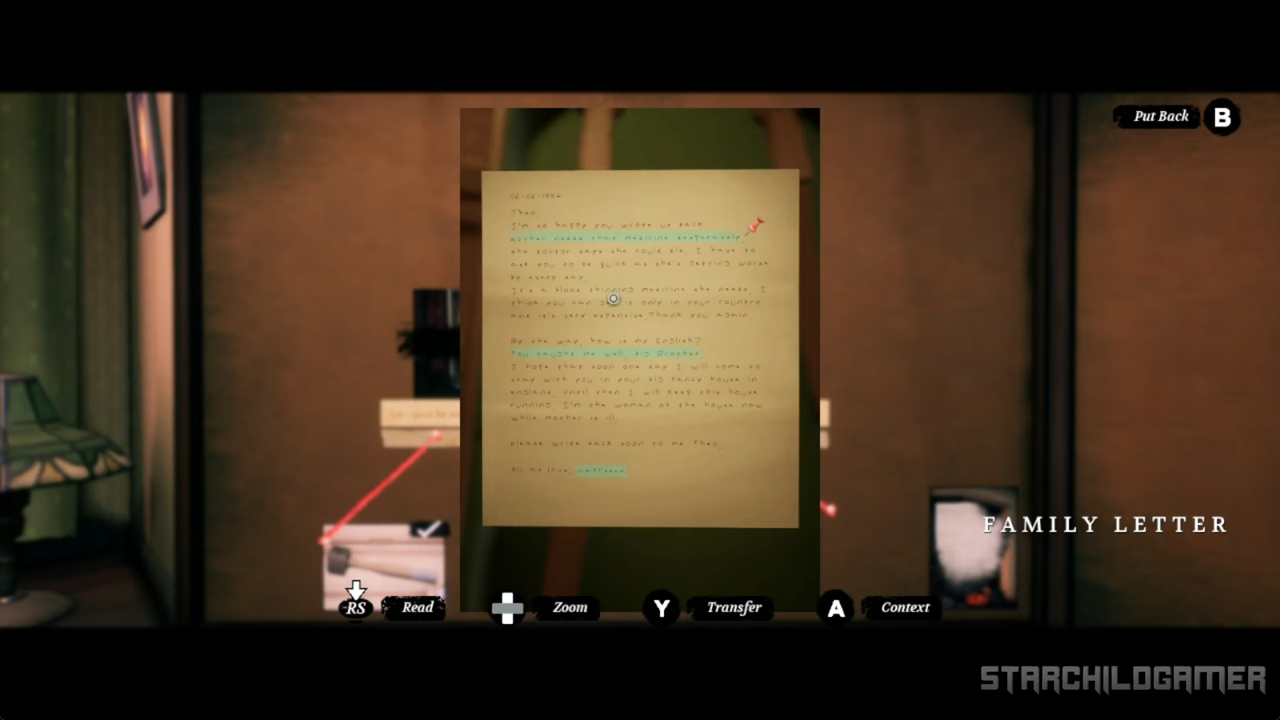 Put Back B
06-06-1952
Theo,
I'm so happy you wrote us back.
Mother needs that medicine desperately,
the doctor says she could die. I have to
ask you to be quick as she's getting worse
by every day.
It's a blood thinning medicine she needs. I
think you can get it only in your country
and it's very expensive. Thank you again.
By the way, how is my English?
You taught me well, big brother.
I hope that soon one day I will come to
stay with you in your big fancy house in
england. Until then I will keep this house
running. I'm the woman of the house now
while mother is ill.
please write back soon to me Theo.
All my love,
FAMILY LETTER
RS Read Zoom Y Transfer A Context
STARCHILDGAMER